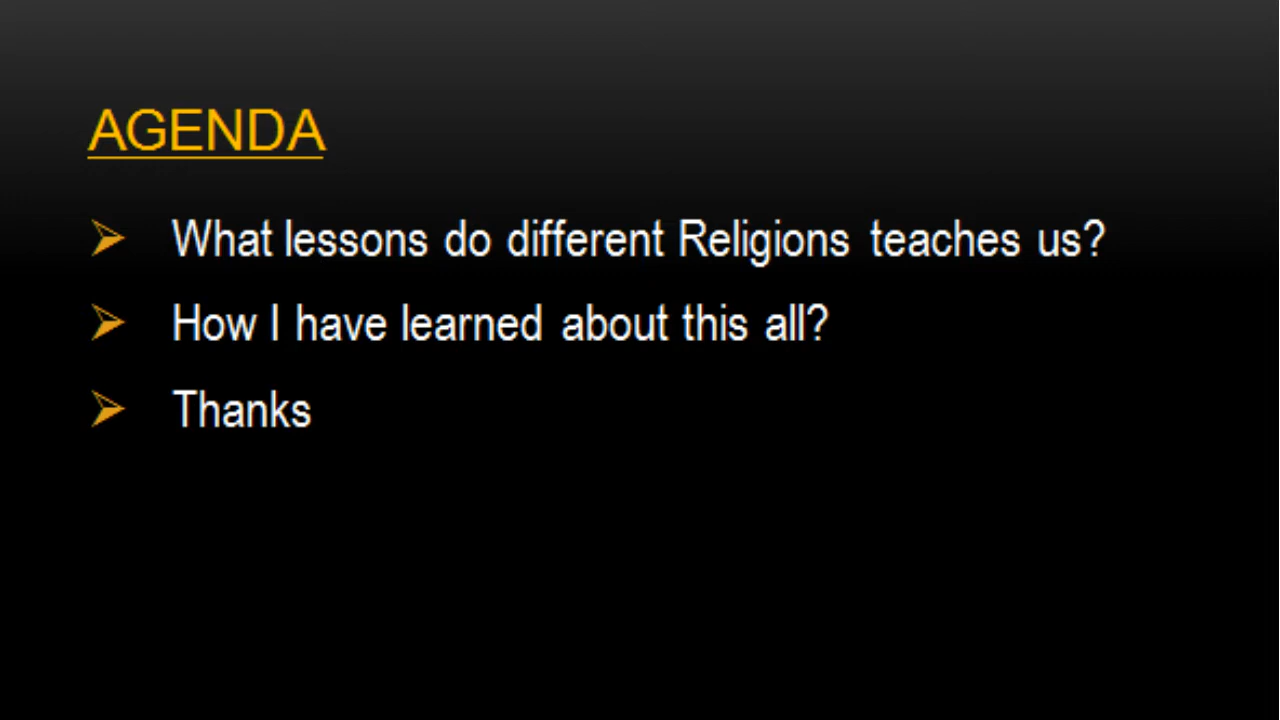 AGENDA
What lessons do different Religions teaches us?
How I have learned about this all?
Thanks